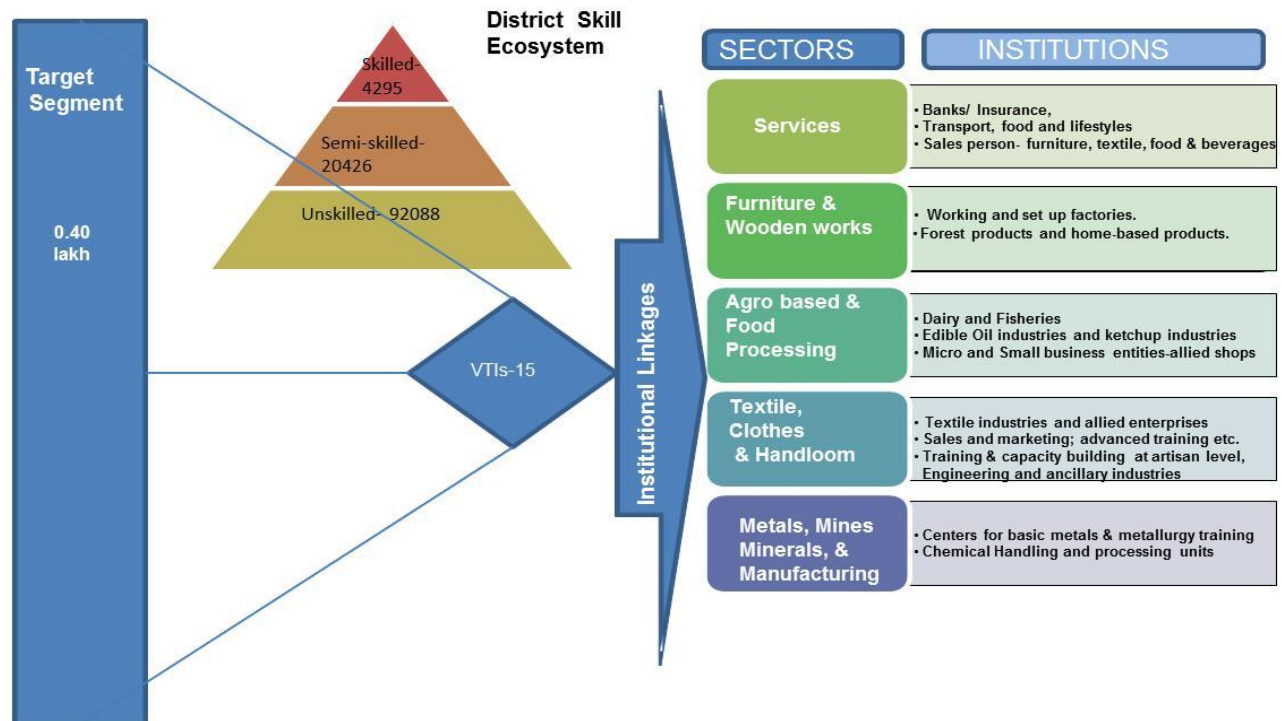 District Skill
Ecosystem
Target
Segment
0.40
lakh
Skilled-
4295
Semi-skilled-
20426
Unskilled- 92088
VTIs-15
Institutional Linkages
SECTORS
INSTITUTIONS
Services
• Banks/ Insurance,
• Transport, food and lifestyles
• Sales person- furniture, textile, food & beverages
Furniture &
Wooden works
• Working and set up factories.
• Forest products and home-based products.
Agro based &
Food
Processing
• Dairy and Fisheries
• Edible Oil industries and ketchup industries
• Micro and Small business entities-allied shops
Textile,
Clothes
& Handloom
• Textile industries and allied enterprises
• Sales and marketing; advanced training etc.
• Training & capacity building at artisan level,
Engineering and ancillary industries
Metals, Mines
Minerals, &
Manufacturing
• Centers for basic metals & metallurgy training
• Chemical Handling and processing units